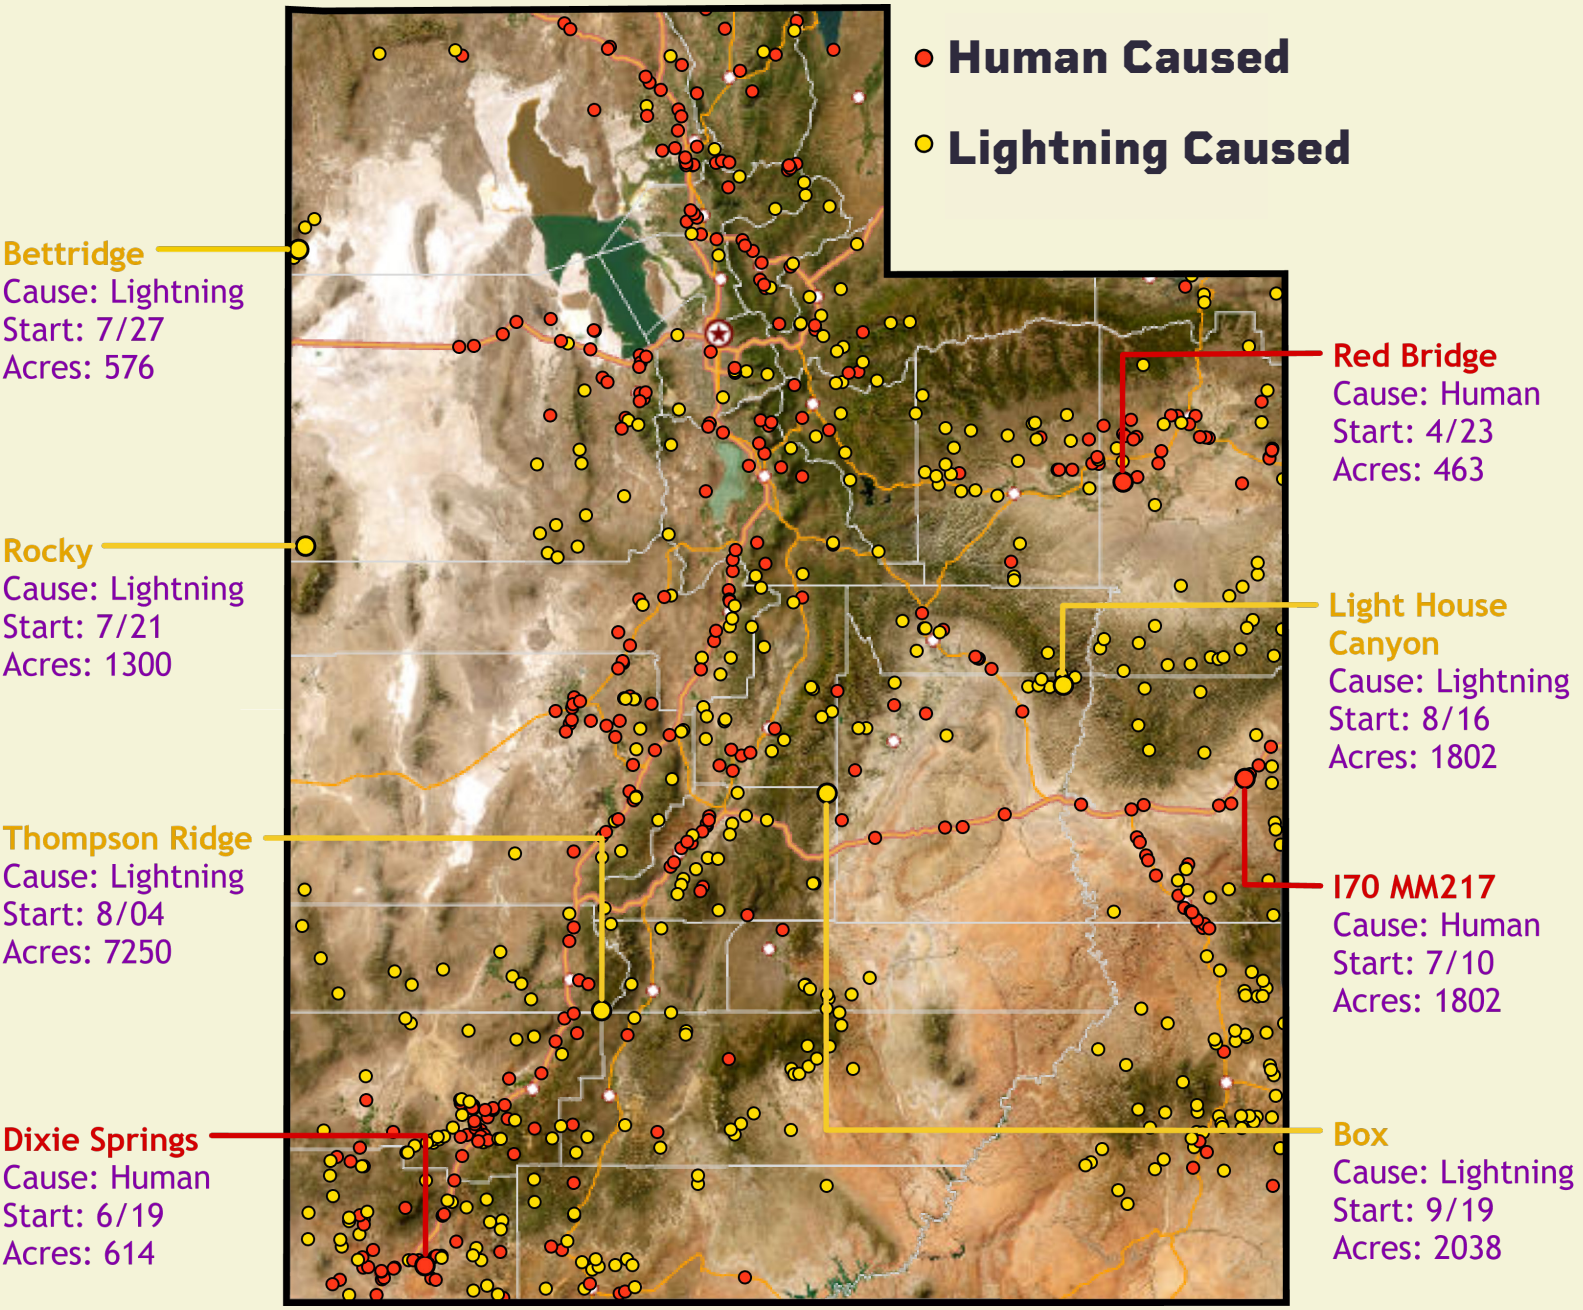 Human Caused
Lightning Caused
Bettridge
Cause: Lightning
Start: 7/27
Acres: 576
Rocky
Cause: Lightning
Start: 7/21
Acres: 1300
Thompson Ridge
Cause: Lightning
Start: 8/04
Acres: 7250
Dixie Springs
Cause: Human
Start: 6/19
Acres: 614
Red Bridge
Cause: Human
Start: 4/23
Acres: 463
Light House
Canyon
Cause: Lightning
Start: 8/16
Acres: 1802
I70 MM217
Cause: Human
Start: 7/10
Acres: 1802
Box
Cause: Lightning
Start: 9/19
Acres: 2038